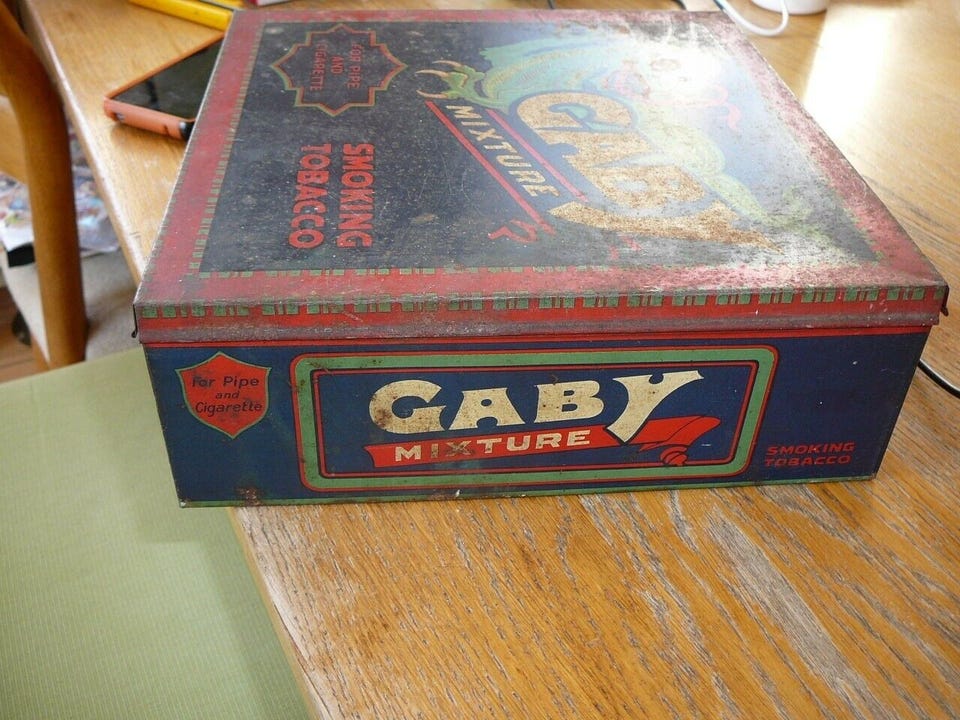 FOR PIPE
AND
CIGARETTE
SMOKING
TOBACCO
GABY
MIXTURE
for Pipe
and
Cigarette
GABY
MIXTURE
SMOKING
TOBACCO